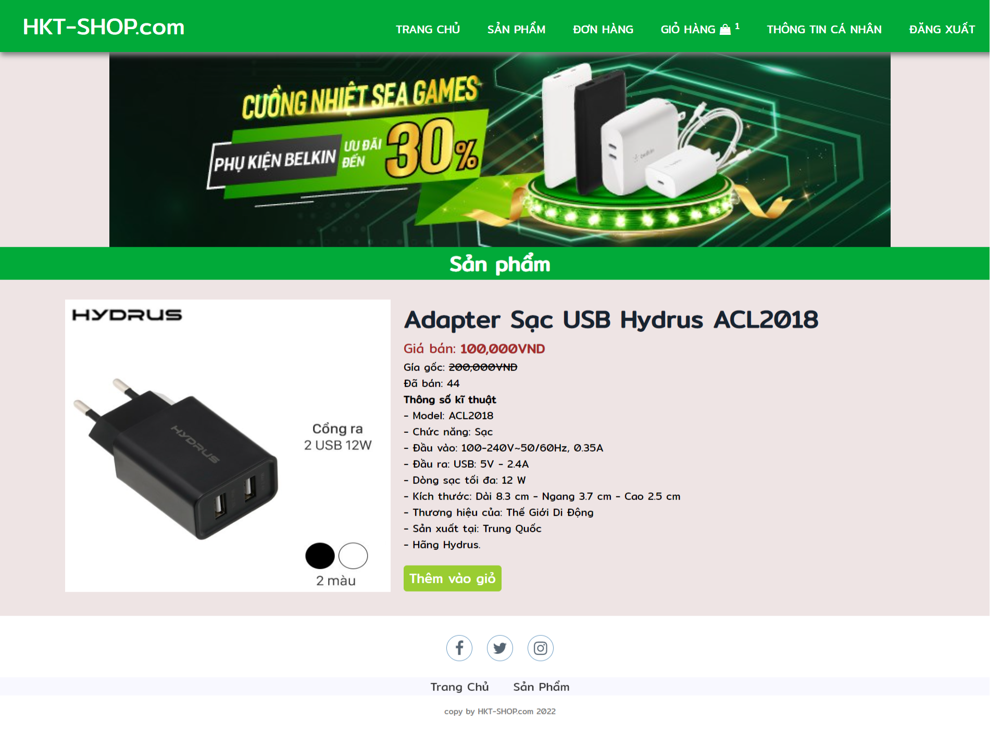 HKT-SHOP.com
TRANG CHỦ SẢN PHẨM ĐƠN HÀNG GIỎ HÀNG 1 THÔNG TIN CÁ NHÂN ĐĂNG XUẤT
CUỒNG NHIỆT SEA GAMES
PHỤ KIỆN BELKIN ƯU ĐÃI ĐẾN 30%
belkin
Sản phẩm
HYDRUS
HYDRUS
Cổng ra
2 USB 12W
2 màu
Adapter Sạc USB Hydrus ACL2018
Giá bán: 100,000VND
Gía gốc: 200,000VND
Đã bán: 44
Thông số kĩ thuật
- Model: ACL2018
- Chức năng: Sạc
- Đầu vào: 100-240V~50/60Hz, 0.35A
- Đầu ra: USB: 5V - 2.4A
- Dòng sạc tối đa: 12 W
- Kích thước: Dài 8.3 cm - Ngang 3.7 cm - Cao 2.5 cm
- Thương hiệu của: Thế Giới Di Động
- Sản xuất tại: Trung Quốc
- Hãng Hydrus.
Thêm vào giỏ
Trang Chủ Sản Phẩm
copy by HKT-SHOP.com 2022